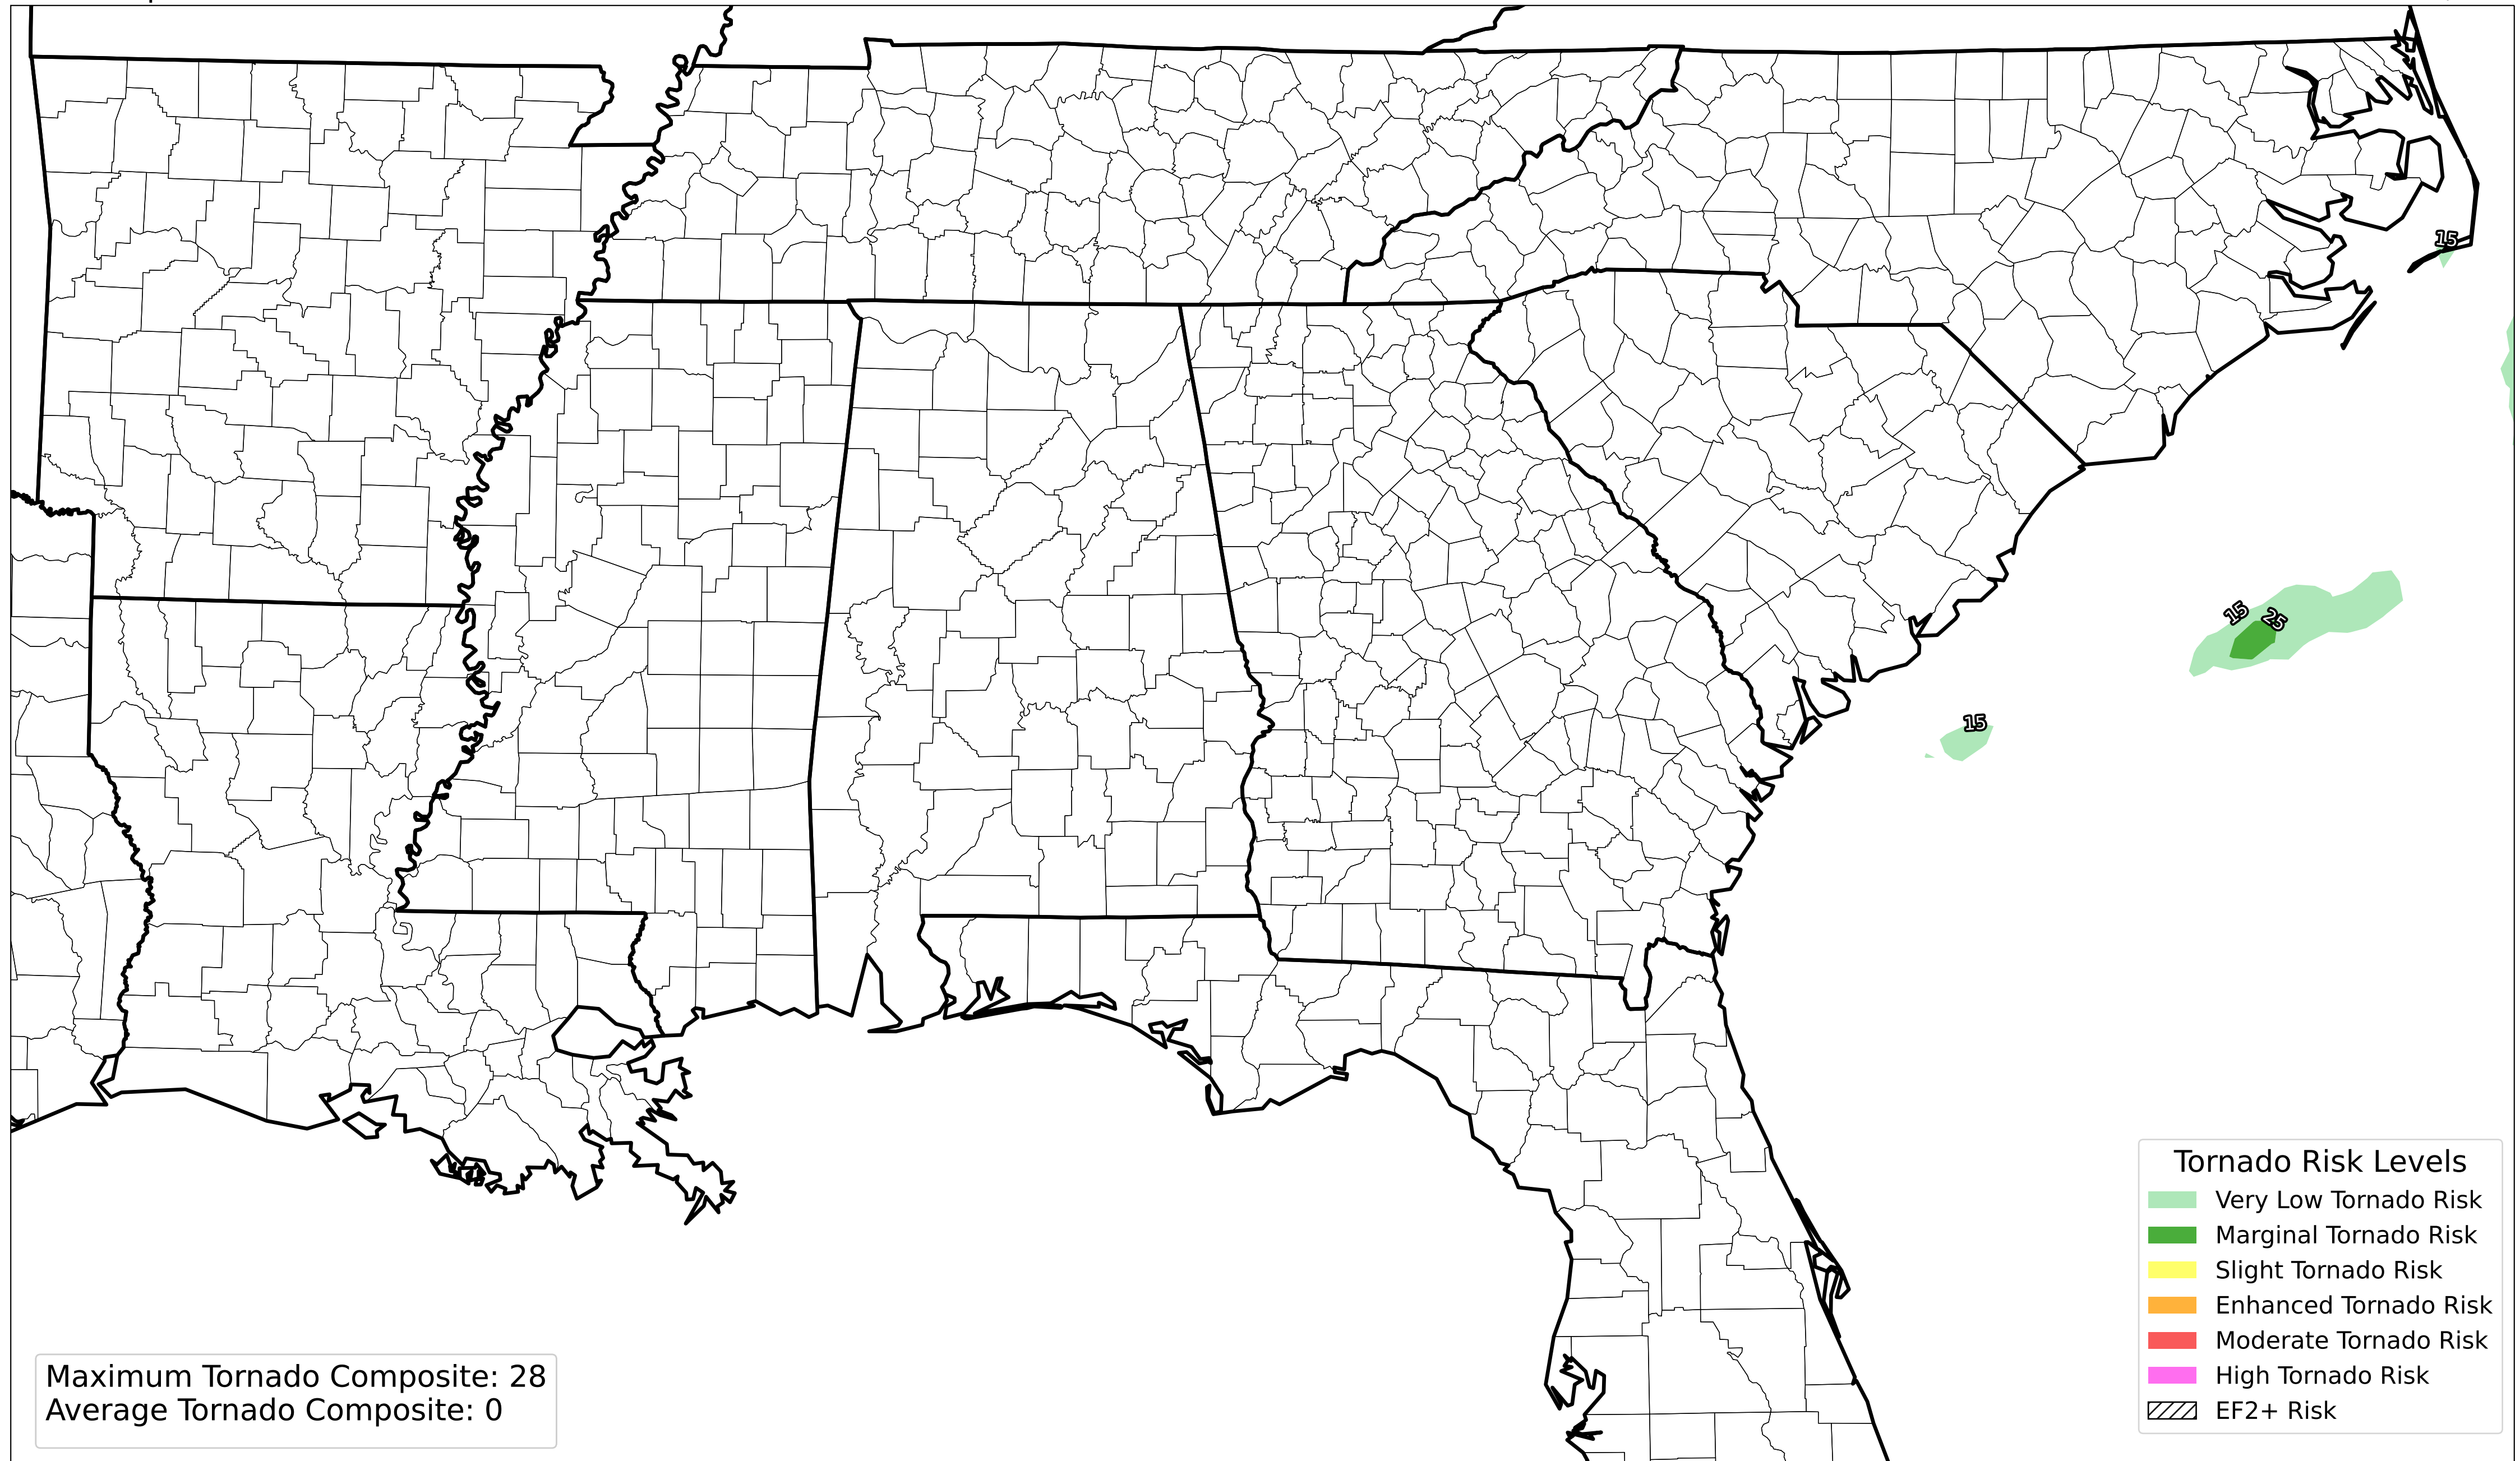 15
15
25
15
Tornado Risk Levels
Very Low Tornado Risk
Marginal Tornado Risk
Slight Tornado Risk
Enhanced Tornado Risk
Moderate Tornado Risk
High Tornado Risk
EF2+ Risk
Maximum Tornado Composite: 28
Average Tornado Composite: 0